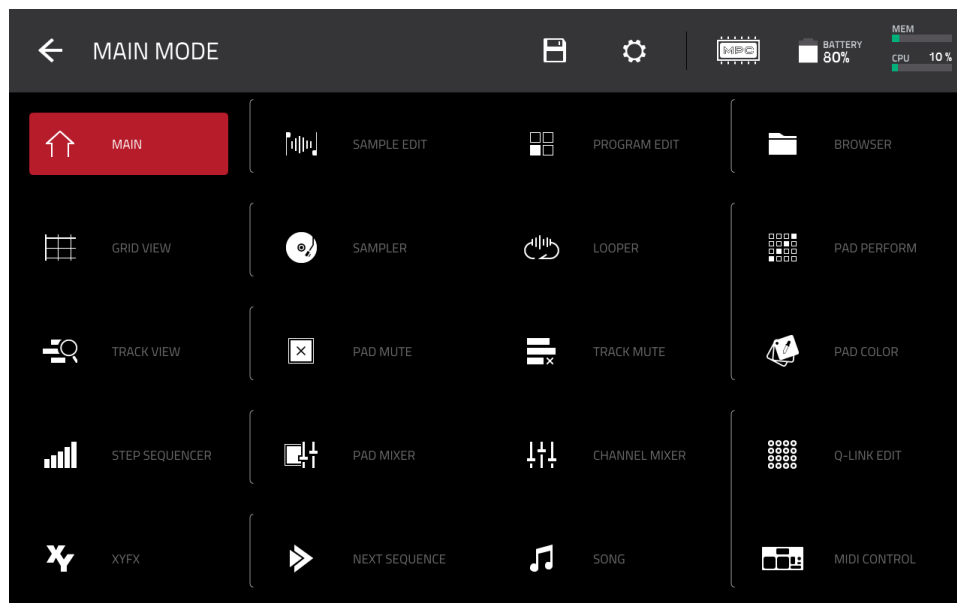 MAIN MODE
MPC
BATTERY
80%
MEM
CPU 10 %
MAIN
SAMPLE EDIT
PROGRAM EDIT
BROWSER
GRID VIEW
SAMPLER
LOOPER
PAD PERFORM
TRACK VIEW
PAD MUTE
TRACK MUTE
PAD COLOR
STEP SEQUENCER
PAD MIXER
CHANNEL MIXER
Q-LINK EDIT
XY
XYFX
NEXT SEQUENCE
SONG
MIDI CONTROL